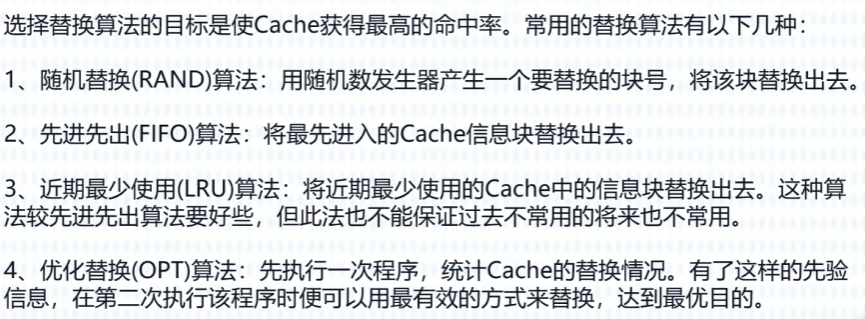 选择替换算法的目标是使Cache获得最高的命中率。常用的替换算法有以下几种：
1、随机替换(RAND)算法：用随机数发生器产生一个要替换的块号，将该块替换出去。
2、先进先出(FIFO)算法：将最先进入的Cache信息块替换出去。
3、近期最少使用(LRU)算法：将近期最少使用的Cache中的信息块替换出去。这种算
法较先进先出算法要好些，但此法也不能保证过去不常用的将来也不常用。
4、优化替换(OPT)算法：先执行一次程序，统计Cache的替换情况。有了这样的先验
信息，在第二次执行该程序时便可以用最有效的方式来替换，达到最优目的。